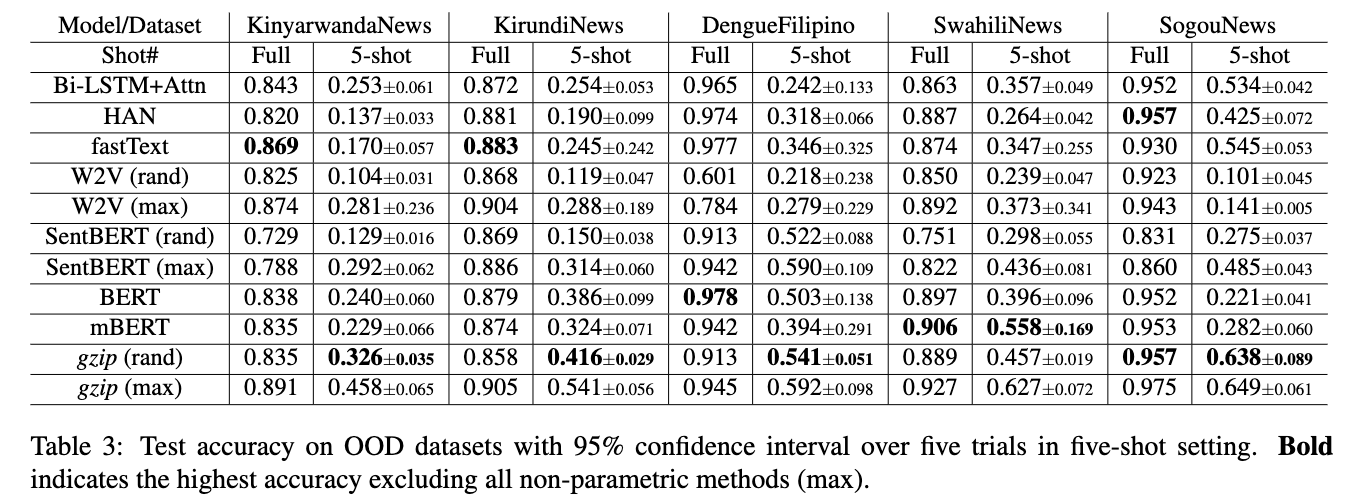 Model/Dataset KinyarwandaNews KirundiNews DengueFilipino SwahiliNews SogouNews
Shot# Full 5-shot Full 5-shot Full 5-shot Full 5-shot Full 5-shot
Bi-LSTM+Attn 0.843 0.253±0.061 0.872 0.254±0.053 0.965 0.242±0.133 0.863 0.357±0.049 0.952 0.534±0.042
HAN 0.820 0.137±0.033 0.881 0.190±0.099 0.974 0.318±0.066 0.887 0.264±0.042 0.957 0.425±0.072
fastText 0.869 0.170±0.057 0.883 0.245±0.242 0.977 0.346±0.325 0.874 0.347±0.255 0.930 0.545±0.053
W2V (rand) 0.825 0.104±0.031 0.868 0.119±0.047 0.601 0.218±0.238 0.850 0.239±0.047 0.923 0.101±0.045
W2V (max) 0.874 0.281±0.236 0.904 0.288±0.189 0.784 0.279±0.229 0.892 0.373±0.341 0.943 0.141±0.005
SentBERT (rand) 0.729 0.129±0.016 0.869 0.150±0.038 0.913 0.522±0.088 0.751 0.298±0.055 0.831 0.275±0.037
SentBERT (max) 0.788 0.292±0.062 0.886 0.314±0.060 0.942 0.590±0.109 0.822 0.436±0.081 0.860 0.485±0.043
BERT 0.838 0.240±0.060 0.879 0.386±0.099 0.978 0.503±0.138 0.897 0.396±0.096 0.952 0.221±0.041
mBERT 0.835 0.229±0.066 0.874 0.324±0.071 0.942 0.394±0.291 0.906 0.558±0.169 0.953 0.282±0.060
gzip (rand) 0.835 0.326±0.035 0.858 0.416±0.029 0.913 0.541±0.051 0.889 0.457±0.019 0.957 0.638±0.089
gzip (max) 0.891 0.458±0.065 0.905 0.541±0.056 0.945 0.592±0.098 0.927 0.627±0.072 0.975 0.649±0.061
Table 3: Test accuracy on OOD datasets with 95% confidence interval over five trials in five-shot setting. Bold
indicates the highest accuracy excluding all non-parametric methods (max).